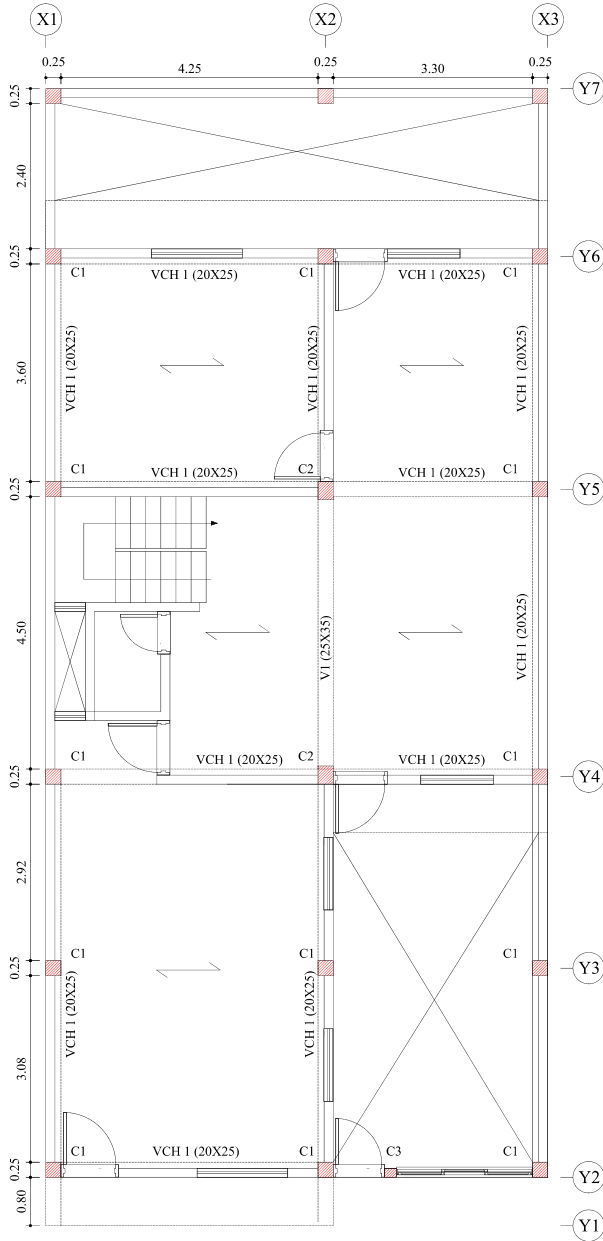 X1 X2 X3
0.25 4.25 0.25 3.30 0.25
0.25 Y7
2.40
0.25 Y6
C1 VCH 1 (20X25) C1 VCH 1 (20X25) C1
3.60 VCH 1 (20X25) VCH 1 (20X25) VCH 1 (20X25)
C1 VCH 1 (20X25) C2 VCH 1 (20X25) C1
0.25 Y5
4.50 V1 (25X35) VCH 1 (20X25)
C1 VCH 1 (20X25) C2 VCH 1 (20X25) C1
0.25 Y4
2.92
C1 C1 C1
0.25 Y3
3.08 VCH 1 (20X25) VCH 1 (20X25)
C1 VCH 1 (20X25) C1 C3 C1
0.25 Y2
0.80
Y1